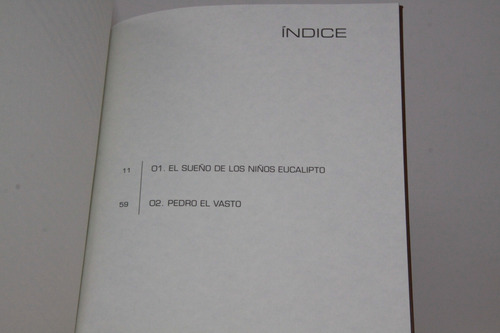 ÍNDICE
11 01. EL SUEÑO DE LOS NIÑOS EUCALIPTO
59 02. PEDRO EL VASTO